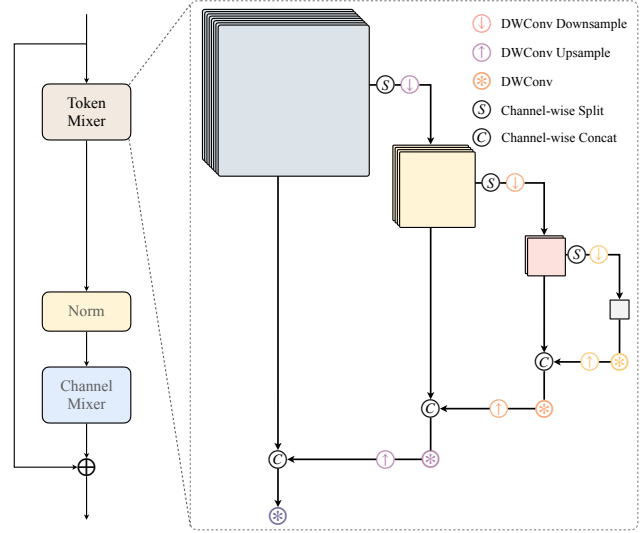 Token
Mixer
Norm
Channel
Mixer
S
S
S
C
C
C
DWConv Downsample
DWConv Upsample
DWConv
S Channel-wise Split
C Channel-wise Concat